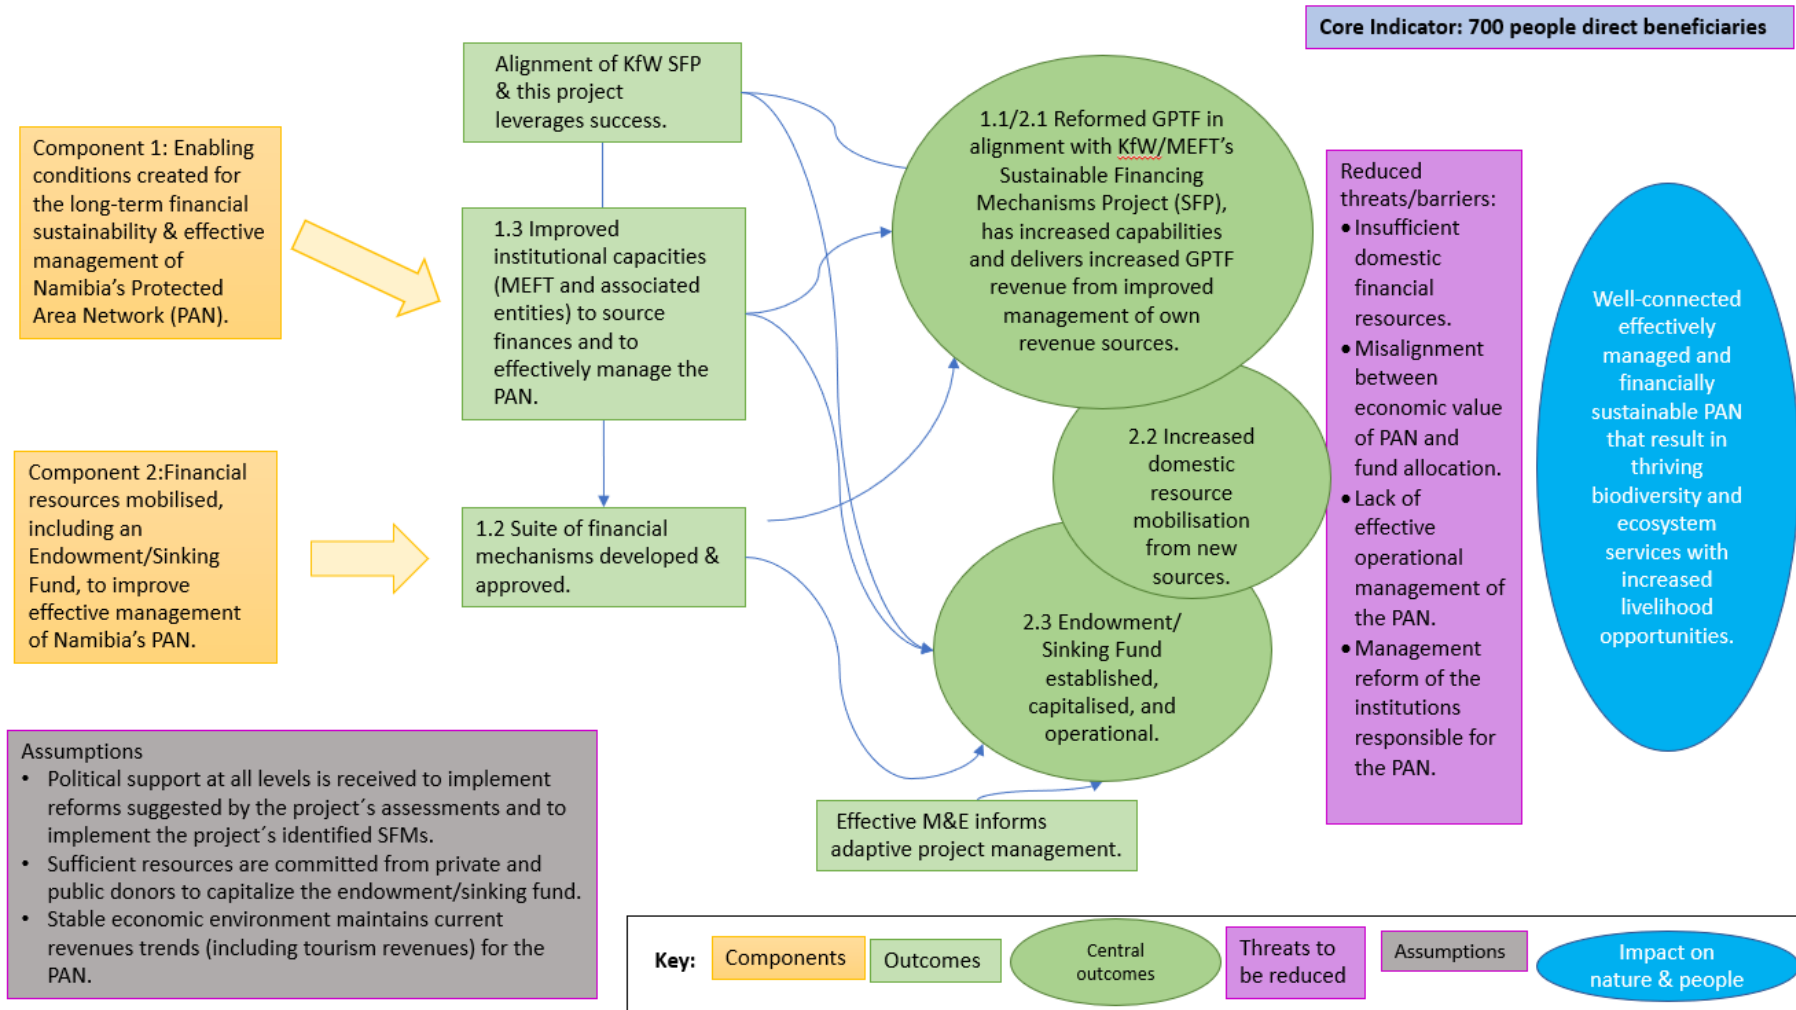 Core Indicator: 700 people direct beneficiaries
Alignment of KfW SFP
& this project
leverages success.
Component 1: Enabling
conditions created for
the long-term financial
sustainability & effective
management of
Namibia's Protected
Area Network (PAN).
1.3 Improved
institutional capacities
(MEFT and associated
entities) to source
finances and to
effectively manage the
PAN.
Component 2:Financial
resources mobilised,
including an
Endowment/Sinking
Fund, to improve
effective management
of Namibia's PAN.
1.2 Suite of financial
mechanisms developed &
approved.
1.1/2.1 Reformed GPTF in
alignment with KfW/MEFT's
Sustainable Financing
Mechanisms Project (SFP),
has increased capabilities
and delivers increased GPTF
revenue from improved
management of own
revenue sources.
2.2 Increased
domestic
resource
mobilisation
from new
sources.
2.3 Endowment/
Sinking Fund
established,
capitalised, and
operational.
Effective M&E informs
adaptive project management.
Reduced
threats/barriers:
• Insufficient
domestic
financial
resources.
• Misalignment
between
economic value
of PAN and
fund allocation.
• Lack of
effective
operational
management of
the PAN.
• Management
reform of the
institutions
responsible for
the PAN.
Well-connected
effectively
managed and
financially
sustainable PAN
that result in
thriving
biodiversity and
ecosystem
services with
increased
livelihood
opportunities.
Assumptions
• Political support at all levels is received to implement
reforms suggested by the project´s assessments and to
implement the project´s identified SFMs.
• Sufficient resources are committed from private and
public donors to capitalize the endowment/sinking fund.
• Stable economic environment maintains current
revenues trends (including tourism revenues) for the
PAN.
Key:
Components
Outcomes
Central
outcomes
Threats to
be reduced
Assumptions
Impact on
nature & people